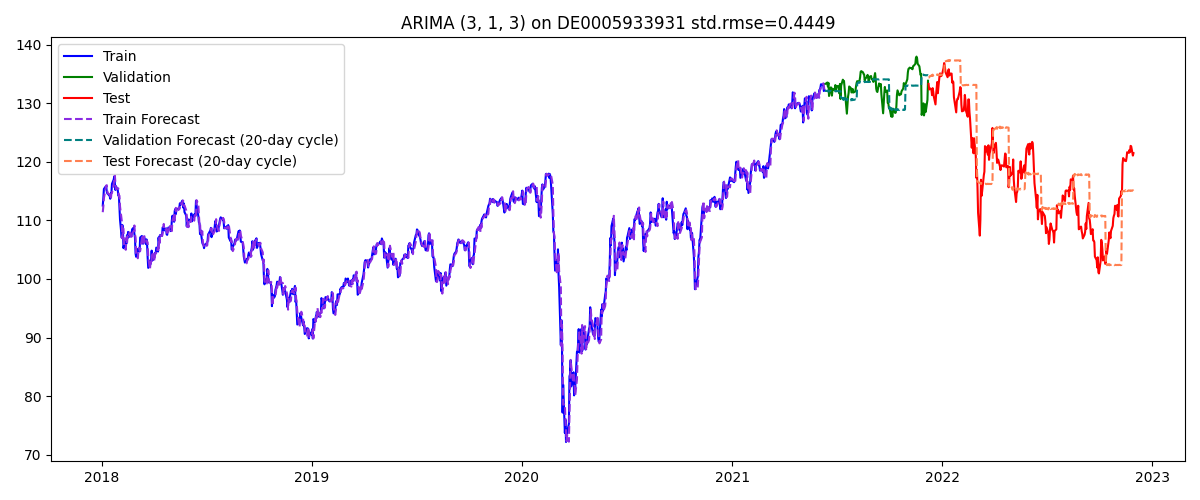 ARIMA (3, 1, 3) on DE0005933931 std.rmse=0.4449
Train
Validation
Test
Train Forecast
Validation Forecast (20-day cycle)
Test Forecast (20-day cycle)
140
130
120
110
100
90
80
70
2018
2019
2020
2021
2022
2023